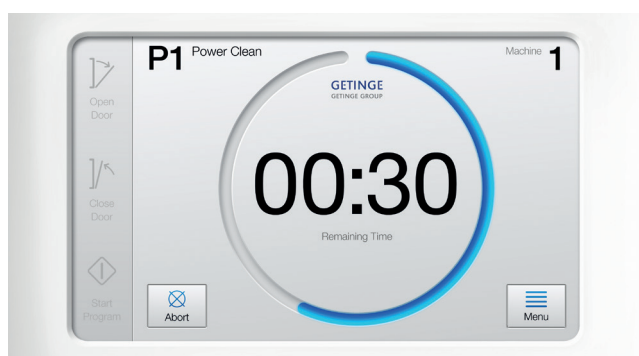 P1 Power Clean
Machine 1
GETINGE
GETINGE GROUP
Open
Door
00:30
Remaining Time
Close
Door
Start
Program
Abort
Menu